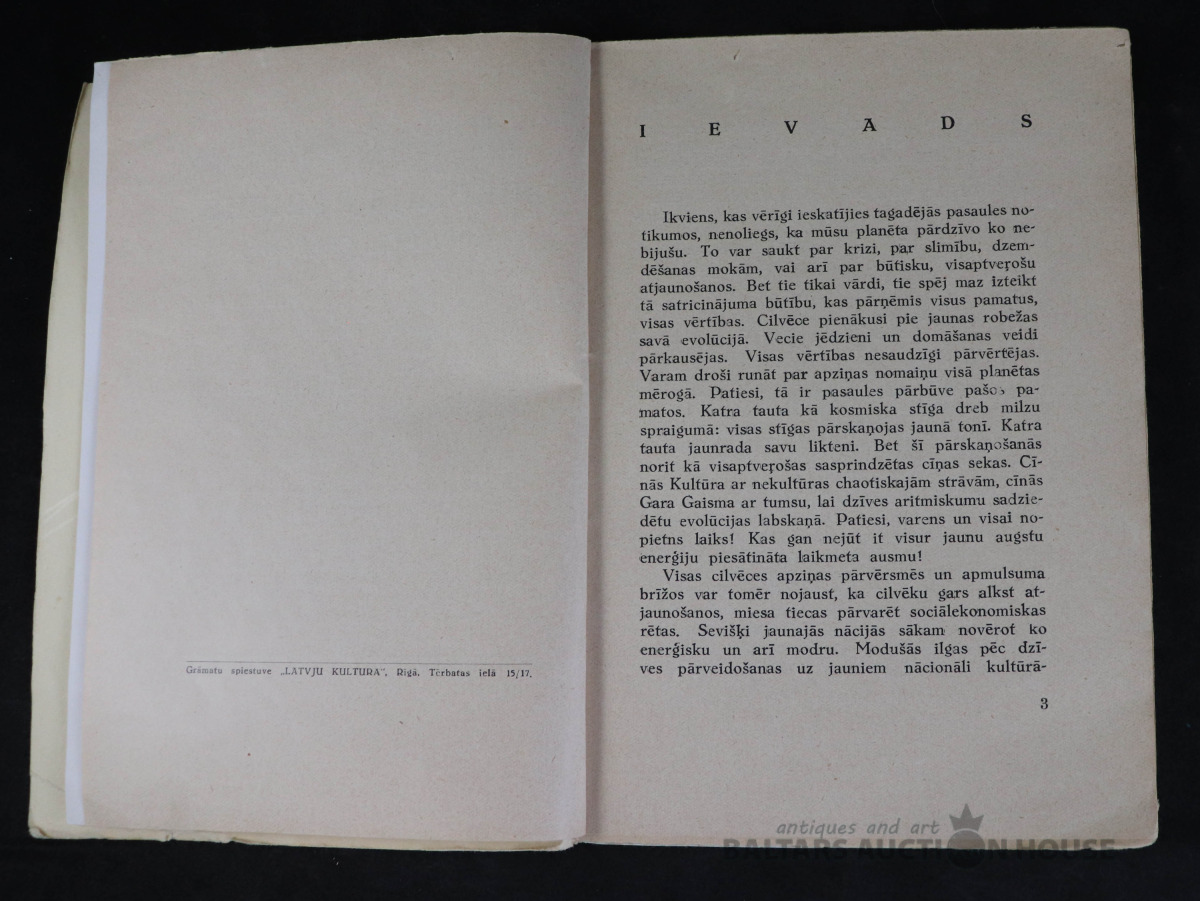 Grāmatu spiestuve „LATVJU KULTURA", Rīgā, Tērbatas ielā 15/17.
IEVADS
Ikviens, kas vērīgi ieskatījies tagadējās pasaules no-
tikumos, nenoliegs, ka mūsu planēta pārdzīvo ko ne-
bijušu. To var saukt par krizi, par slimību, dzem-
dēšanas mokām, vai arī par būtisku, visaptveŗošu
atjaunošanos. Bet tie tikai vārdi, tie spēj maz izteikt
tā satricinājuma būtību, kas pārņēmis visus pamatus,
visas vērtības. Cilvēce pienākusi pie jaunas robežas
savā evolūcijā. Vecie jēdzieni un domāšanas veidi
pārkausējas. Visas vērtības nesaudzīgi pārvērtējas.
Varam droši runāt par apziņas nomaiņu visā planētas
mērogā. Patiesi, tā ir pasaules pārbūve pašos pa-
matos. Katra tauta kā kosmiska stīga dreb milzu
spraigumā: visas stīgas pārskaņojas jaunā tonī. Katra
tauta jaunrada savu likteni. Bet šī pārskaņošanās
norit kā visaptveŗošas sasprindzētas cīņas sekas. Cī-
nās Kultūra ar nekultūras chaotiskajām strāvām, cīnās
Gara Gaisma ar tumsu, lai dzīves aritmiskumu sadzie-
dētu evolūcijas labskaņā. Patiesi, varens un visai no-
pietns laiks! Kas gan nejūt it visur jaunu augstu
enerģiju piesātināta laikmeta ausmu!
Visas cilvēces apziņas pārvērsmēs un apmulsuma
brīžos var tomēr nojaust, ka cilvēku gars alkst at-
jaunošanos, miesa tiecas pārvarēt sociālekonomiskas
rētas. Sevišķi jaunajās nācijās sākam novērot ko
enerģisku un arī modru. Modušās ilgas pēc dzī-
ves pārveidošanas uz jauniem nācionāli kultūrā-
3
antiques and art
BALTARS AUCTION HOUSE